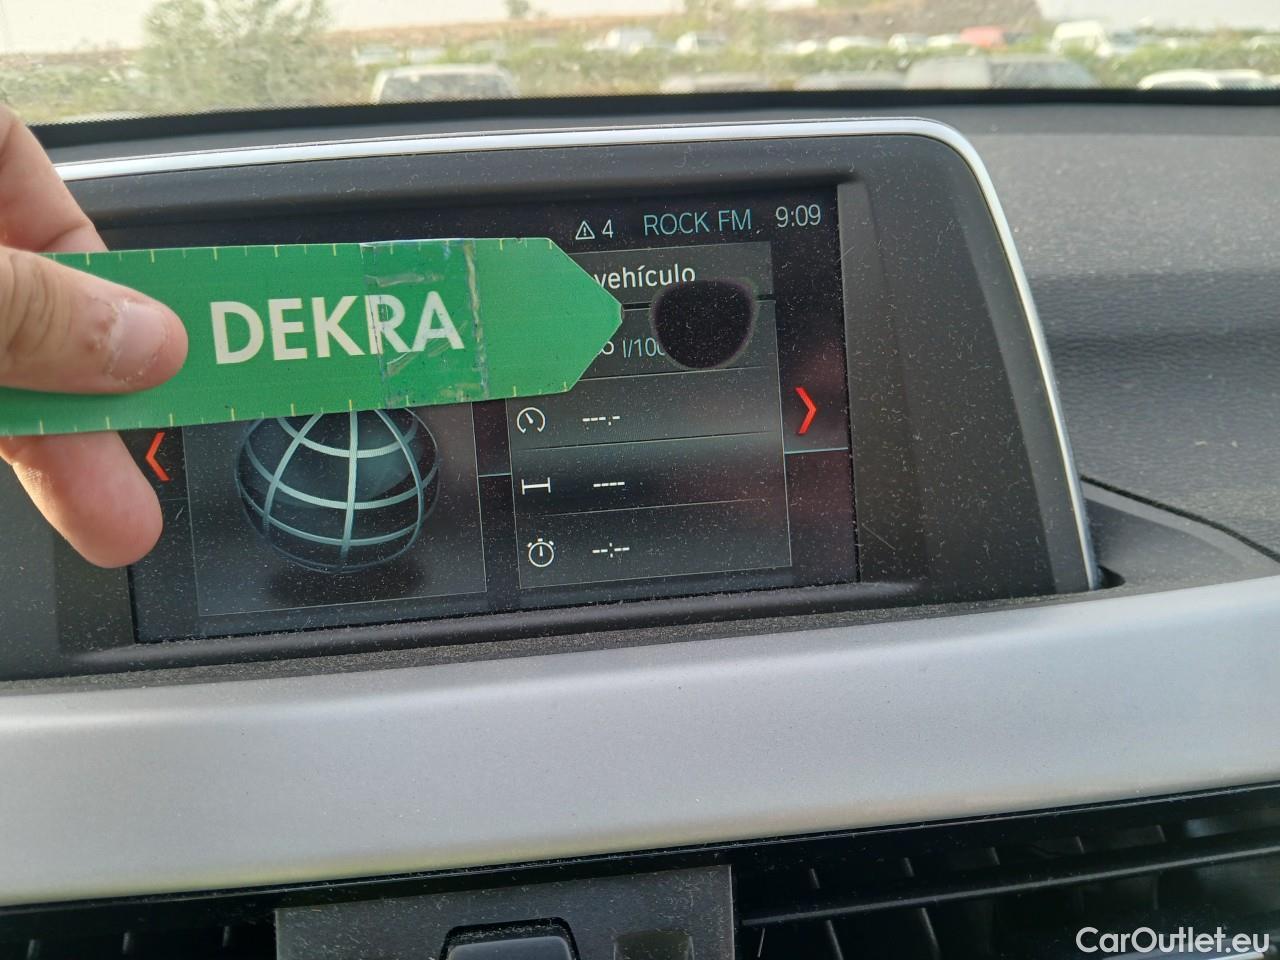 ⚠ 4 ROCK FM 9:09
vehículo
DEKRA
l/100
---.-
----
--:--
CarOutlet.eu